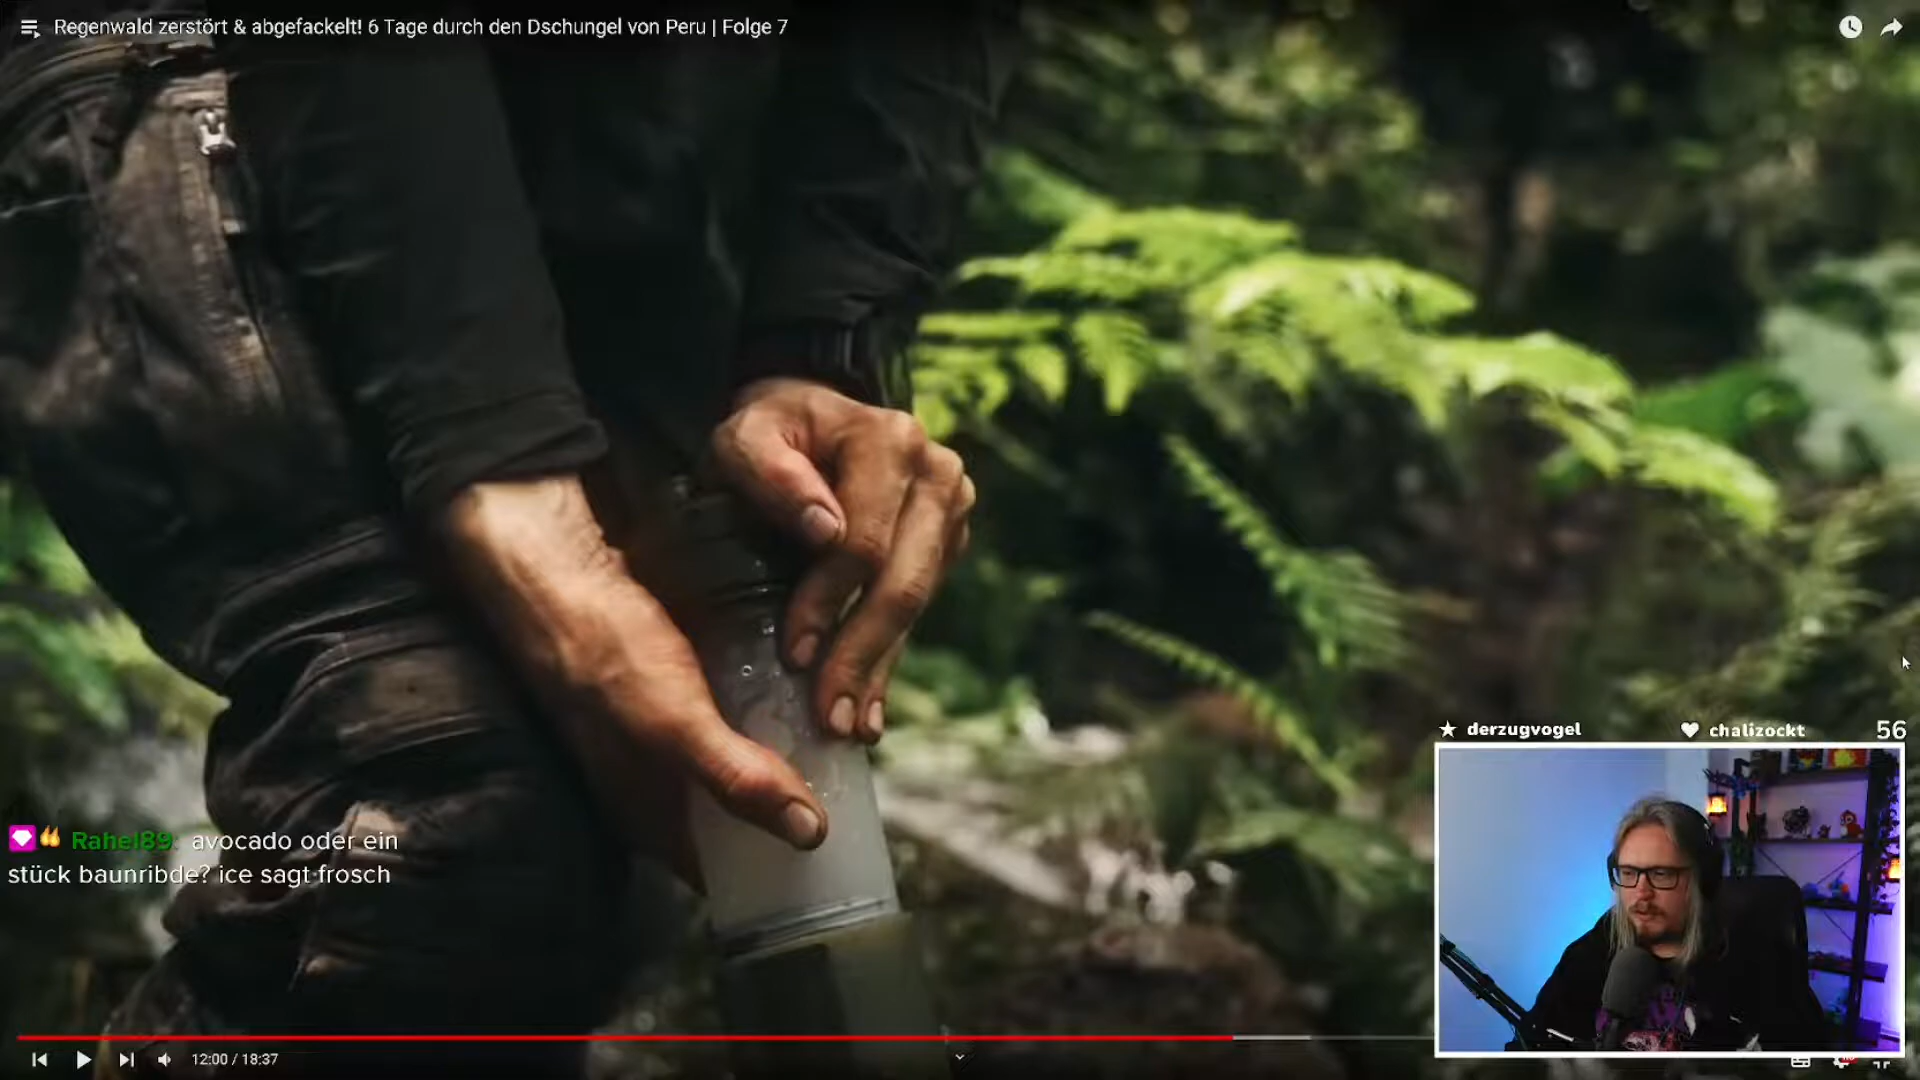 Regenwald zerstört & abgefackelt! 6 Tage durch den Dschungel von Peru | Folge 7
derzugvogel
chalizockt
56
Rahel89: avocado oder ein
stück baunribde? ice sagt frosch
12:00 / 18:37